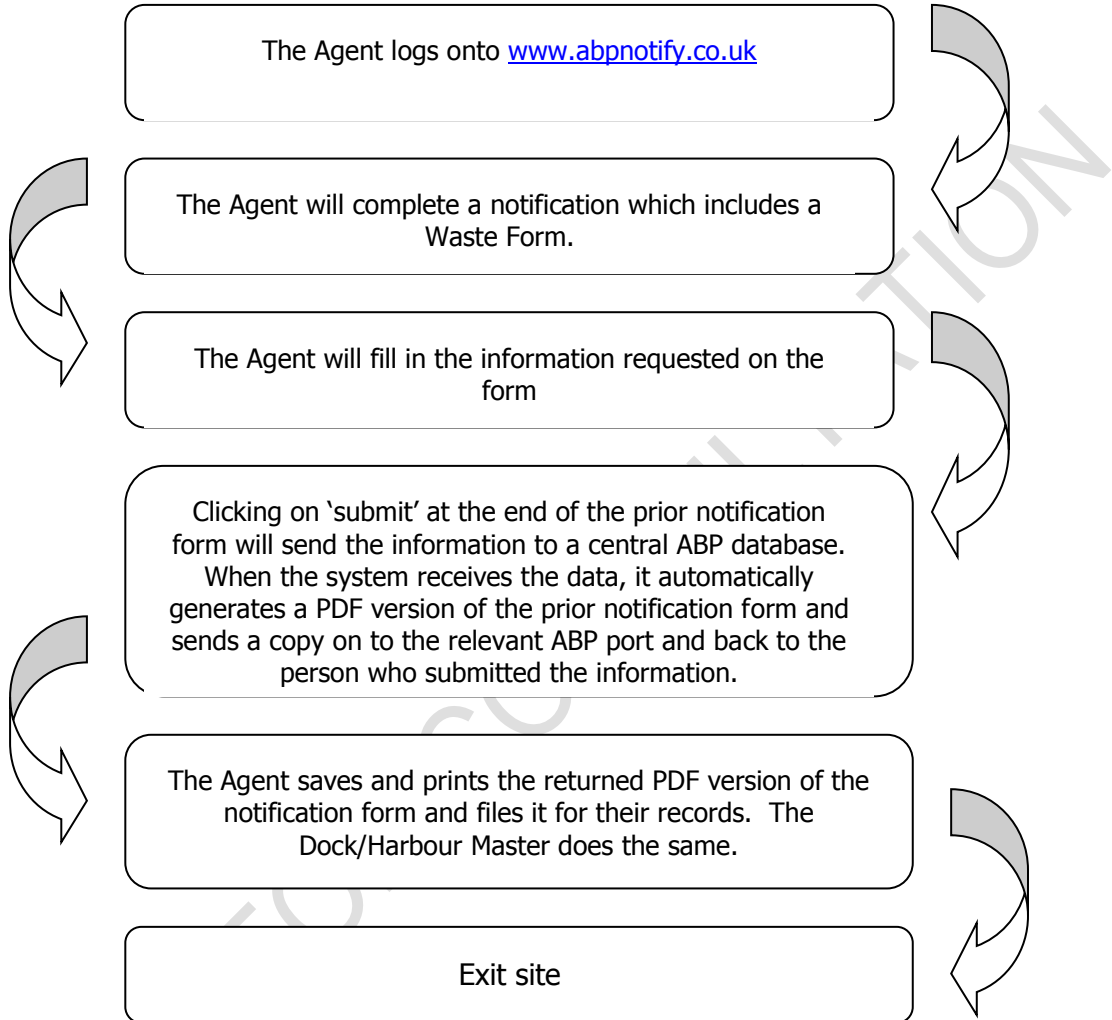 The Agent logs onto www.abpnotify.co.uk
The Agent will complete a notification which includes a
Waste Form.
The Agent will fill in the information requested on the
form
Clicking on ‘submit’ at the end of the prior notification
form will send the information to a central ABP database.
When the system receives the data, it automatically
generates a PDF version of the prior notification form and
sends a copy on to the relevant ABP port and back to the
person who submitted the information.
The Agent saves and prints the returned PDF version of the
notification form and files it for their records.  The
Dock/Harbour Master does the same.
Exit site